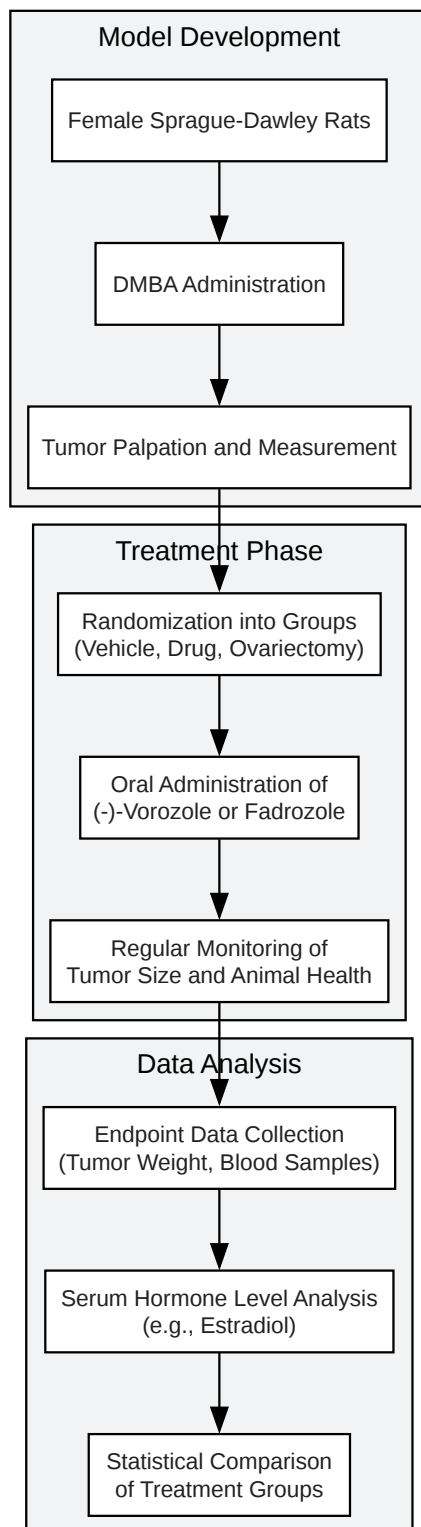 Model Development
Female Sprague-Dawley Rats
DMBA Administration
Tumor Palpation and Measurement
Treatment Phase
Randomization into Groups
(Vehicle, Drug, Ovariectomy)
Oral Administration of
(-)-Vorozole or Fadrozole
Regular Monitoring of
Tumor Size and Animal Health
Data Analysis
Endpoint Data Collection
(Tumor Weight, Blood Samples)
Serum Hormone Level Analysis
(e.g., Estradiol)
Statistical Comparison
of Treatment Groups